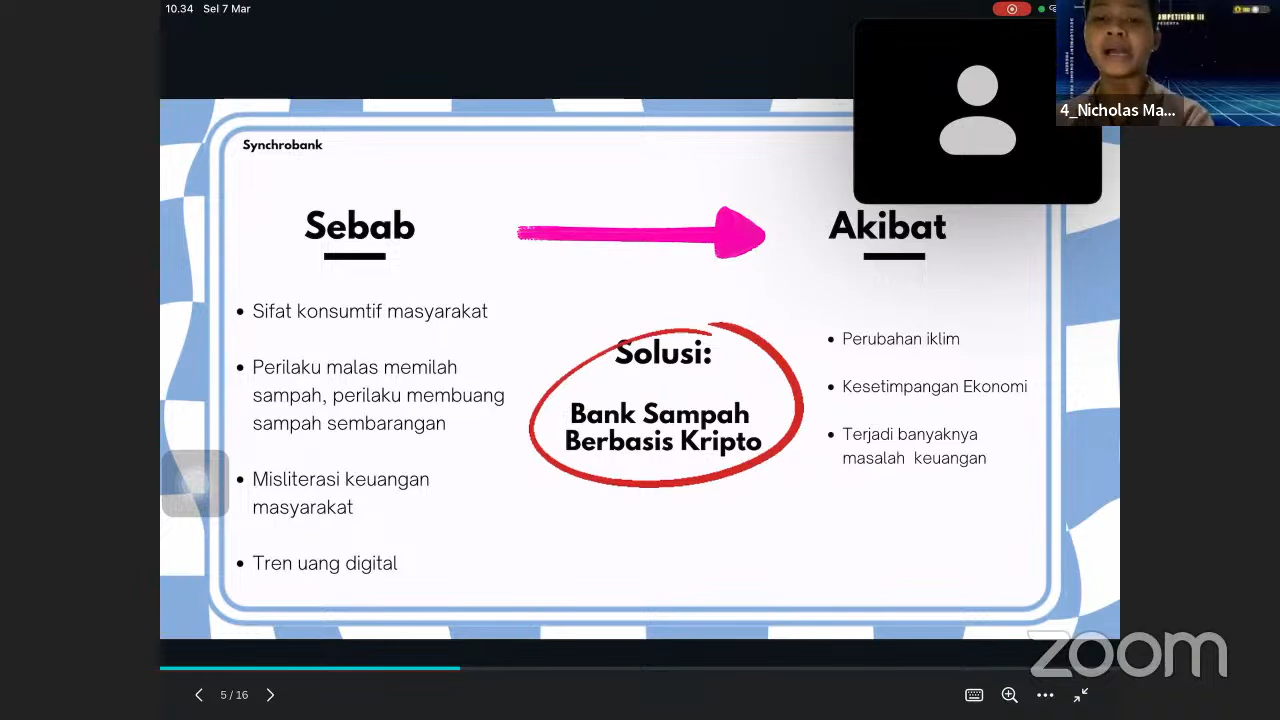 10.34 Sel 7 Mar
OMPETITION III
4_Nicholas Ma...
Synchrobank
Sebab
Akibat
Sifat konsumtif masyarakat
Perilaku malas memilah
sampah, perilaku membuang
sampah sembarangan
Misliterasi keuangan
masyarakat
Tren uang digital
Solusi:
Bank Sampah
Berbasis Kripto
Perubahan iklim
Kesetimpangan Ekonomi
Terjadi banyaknya
masalah keuangan
zoom
5 / 16